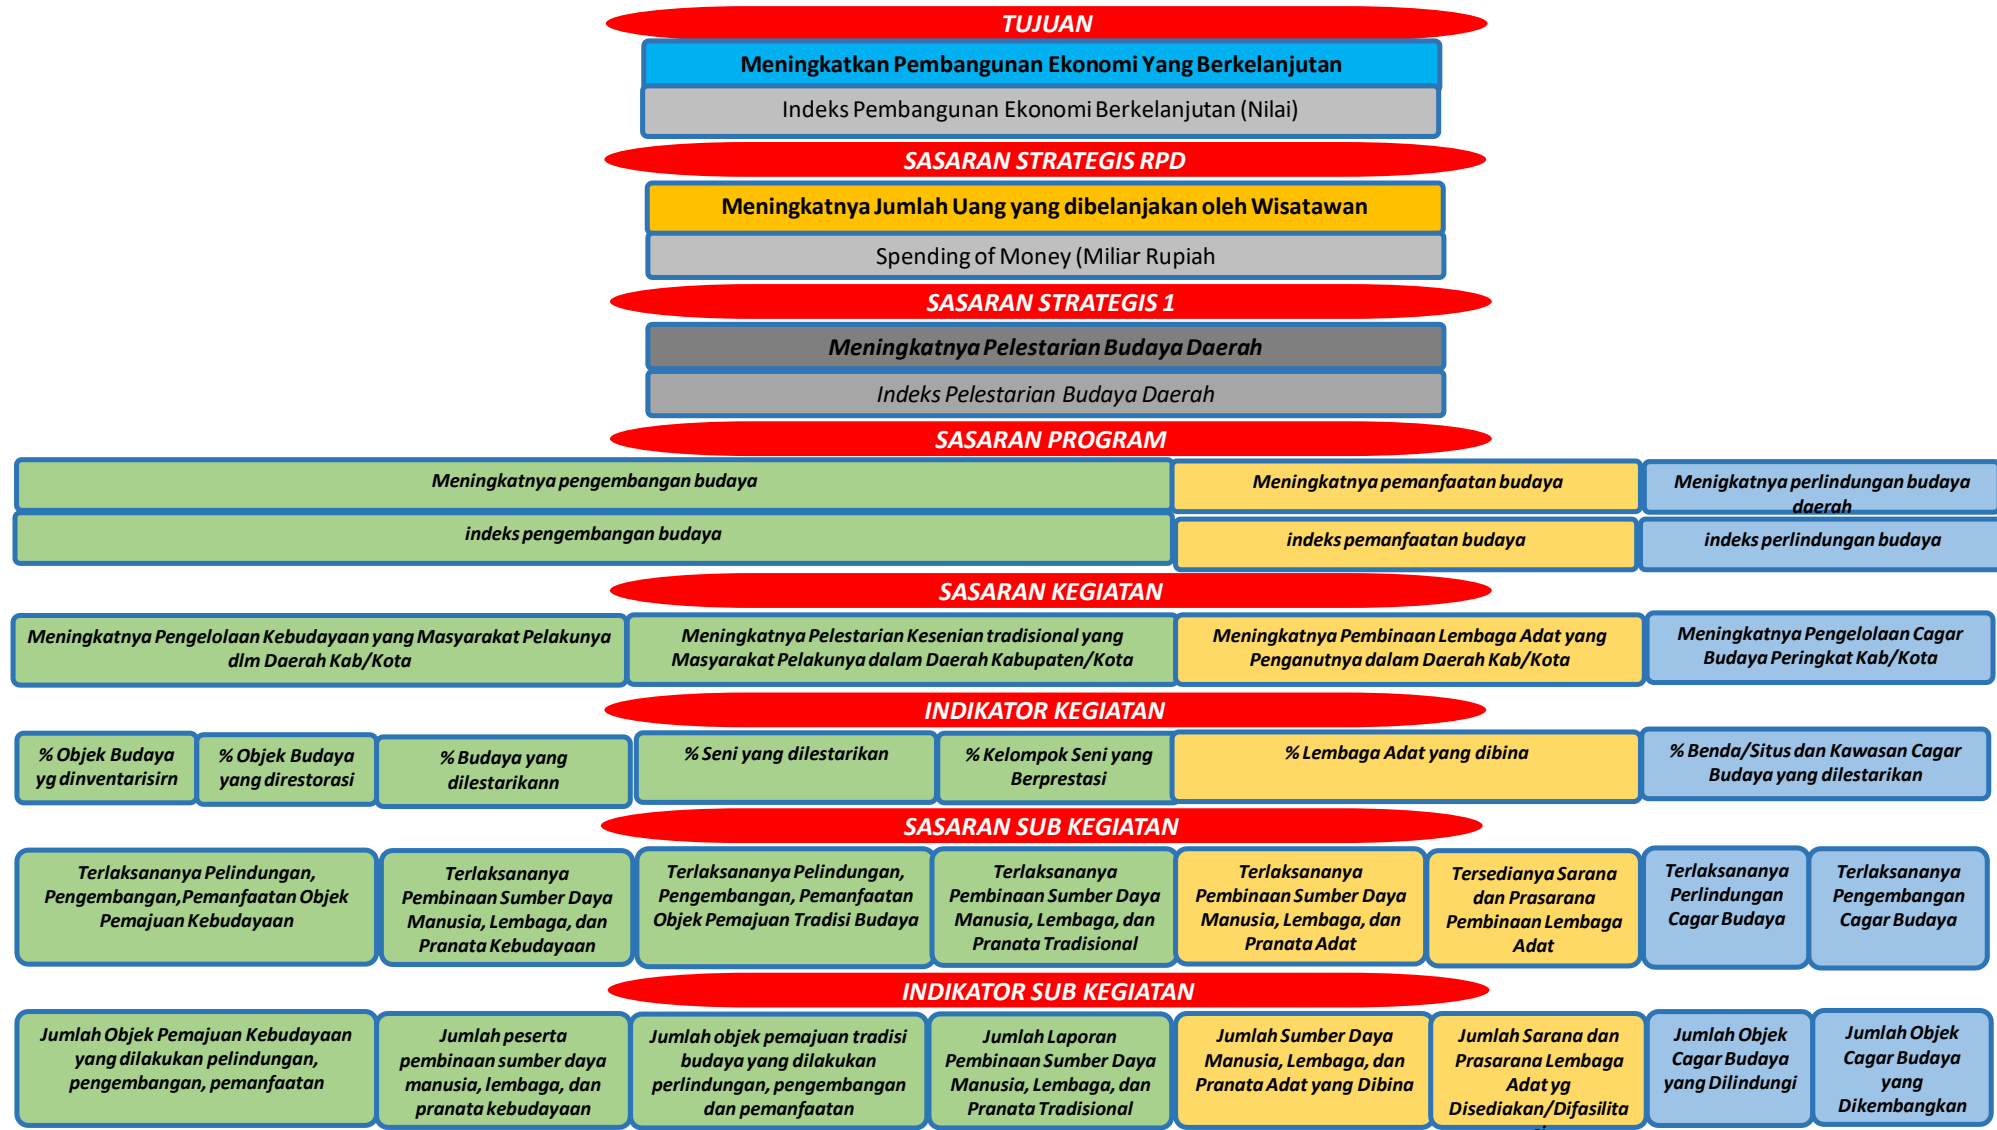 TUJUAN
Meningkatkan Pembangunan Ekonomi Yang Berkelanjutan
Indeks Pembangunan Ekonomi Berkelanjutan (Nilai)
SASARAN STRATEGIS RPD
Meningkatnya Jumlah Uang yang dibelanjakan oleh Wisatawan
Spending of Money (Miliar Rupiah
SASARAN STRATEGIS 1
Meningkatnya Pelestarian Budaya Daerah
Indeks Pelestarian Budaya Daerah
SASARAN PROGRAM
Meningkatnya pengembangan budaya
Meningkatnya pemanfaatan budaya
Menigkatnya perlindungan budaya
daerah
indeks pengembangan budaya
indeks pemanfaatan budaya
indeks perlindungan budaya
SASARAN KEGIATAN
Meningkatnya Pengelolaan Kebudayaan yang Masyarakat Pelakunya
dlm Daerah Kab/Kota
Meningkatnya Pelestarian Kesenian tradisional yang
Masyarakat Pelakunya dalam Daerah Kabupaten/Kota
Meningkatnya Pembinaan Lembaga Adat yang
Penganutnya dalam Daerah Kab/Kota
Meningkatnya Pengelolaan Cagar
Budaya Peringkat Kab/Kota
INDIKATOR KEGIATAN
% Objek Budaya
yg dinventarisirn
% Objek Budaya
yang direstorasi
% Budaya yang
dilestarikann
% Seni yang dilestarikan
% Kelompok Seni yang
Berprestasi
% Lembaga Adat yang dibina
% Benda/Situs dan Kawasan Cagar
Budaya yang dilestarikan
SASARAN SUB KEGIATAN
Terlaksananya Pelindungan,
Pengembangan,Pemanfaatan Objek
Pemajuan Kebudayaan
Terlaksananya
Pembinaan Sumber Daya
Manusia, Lembaga, dan
Pranata Kebudayaan
Terlaksananya Pelindungan,
Pengembangan, Pemanfaatan
Objek Pemajuan Tradisi Budaya
Terlaksananya
Pembinaan Sumber Daya
Manusia, Lembaga, dan
Pranata Tradisional
Terlaksananya
Pembinaan Sumber Daya
Manusia, Lembaga, dan
Pranata Adat
Tersedianya Sarana
dan Prasarana
Pembinaan Lembaga
Adat
Terlaksananya
Perlindungan
Cagar Budaya
Terlaksananya
Pengembangan
Cagar Budaya
INDIKATOR SUB KEGIATAN
Jumlah Objek Pemajuan Kebudayaan
yang dilakukan pelindungan,
pengembangan, pemanfaatan
Jumlah peserta
pembinaan sumber daya
manusia, lembaga, dan
pranata kebudayaan
Jumlah objek pemajuan tradisi
budaya yang dilakukan
perlindungan, pengembangan
dan pemanfaatan
Jumlah Laporan
Pembinaan Sumber Daya
Manusia, Lembaga, dan
Pranata Tradisional
Jumlah Sumber Daya
Manusia, Lembaga, dan
Pranata Adat yang Dibina
Jumlah Sarana dan
Prasarana Lembaga
Adat yg
Disediakan/Difasilita
Jumlah Objek
Cagar Budaya
yang Dilindungi
Jumlah Objek
Cagar Budaya
yang
Dikembangkan